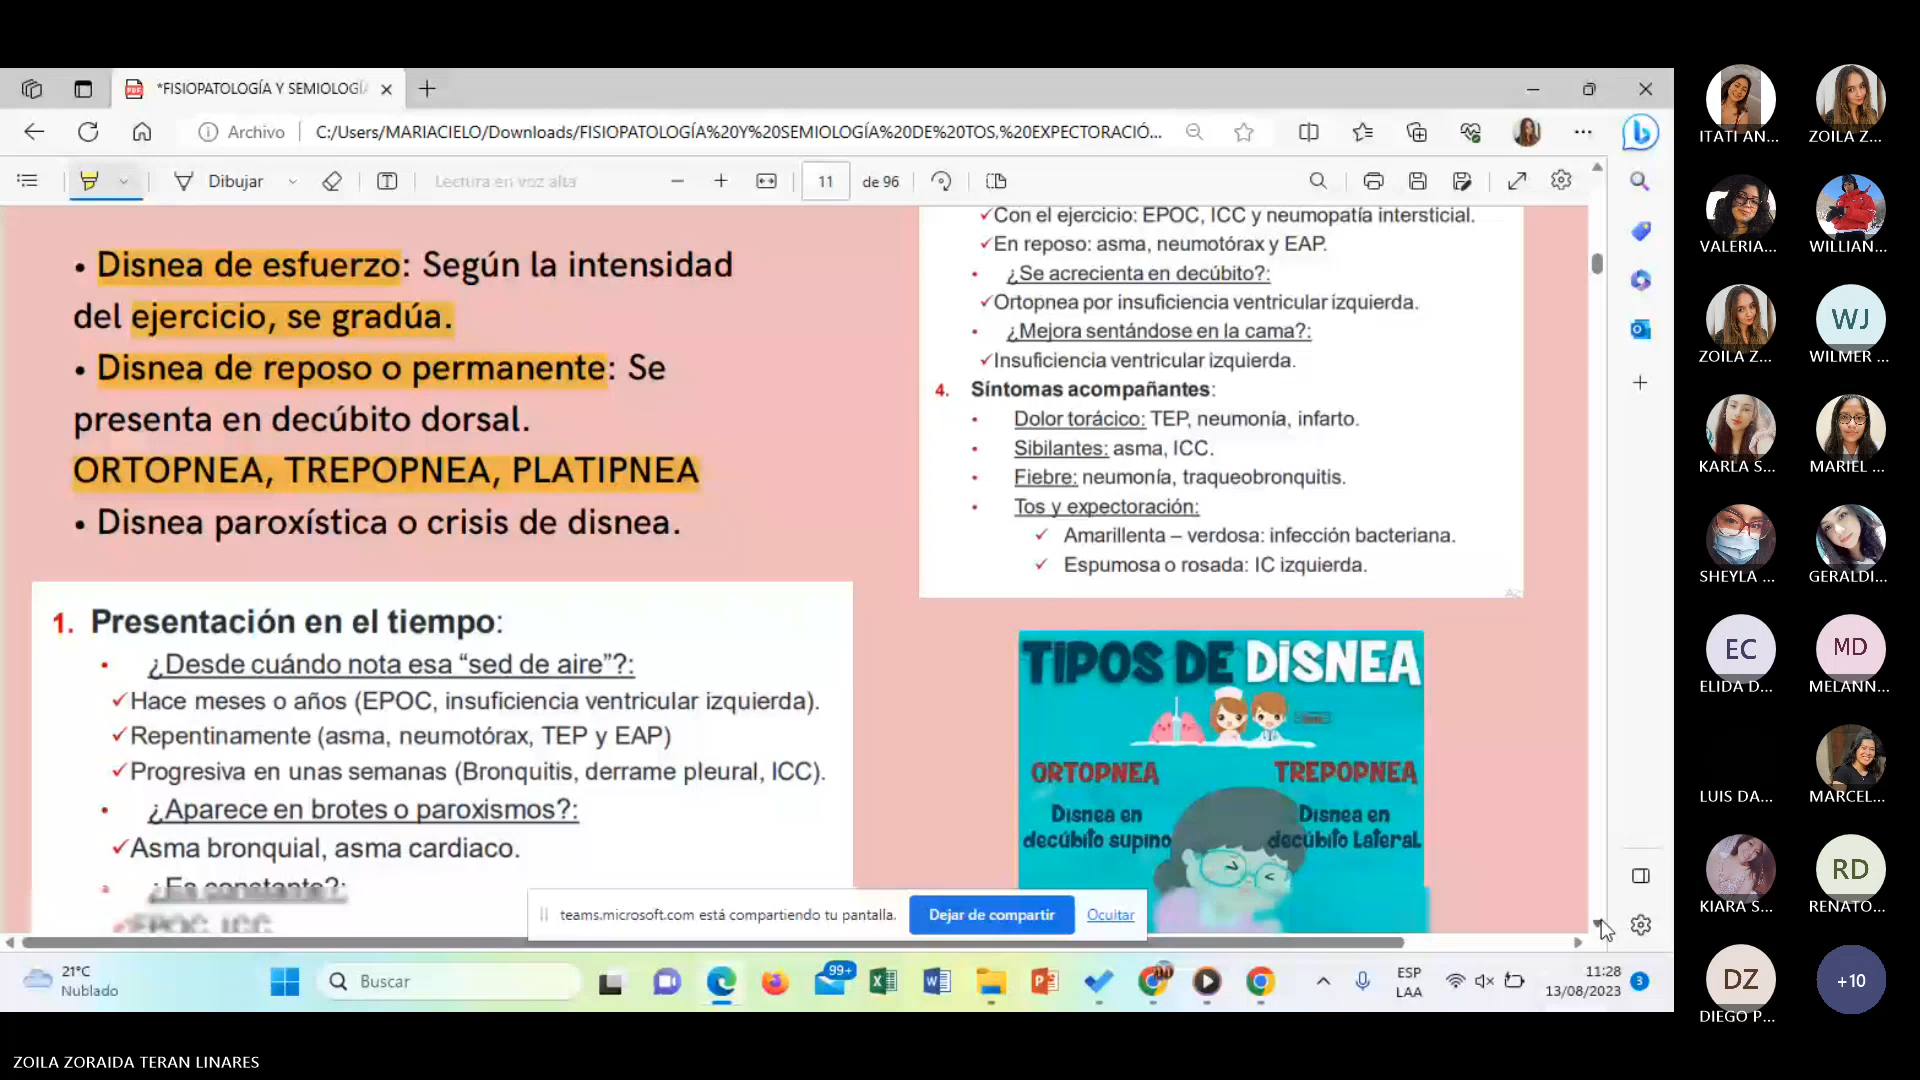 *FISIOPATOLOGÍA Y SEMIOLOGÍA
Archivo
C:/Users/MARIACIELO/Downloads/FISIOPATOLOGÍA%20Y%20SEMIOLOGÍA%20DE%20TOS,%20EXPECTORACIÓ...
Dibujar
Lectura en voz alta
11 de 96
• Disnea de esfuerzo: Según la intensidad
del ejercicio, se gradúa.
• Disnea de reposo o permanente: Se
presenta en decúbito dorsal.
ORTOPNEA, TREPOPNEA, PLATIPNEA
• Disnea paroxística o crisis de disnea.
1. Presentación en el tiempo:
• ¿Desde cuándo nota esa “sed de aire”?:
✓Hace meses o años (EPOC, insuficiencia ventricular izquierda).
✓Repentinamente (asma, neumotórax, TEP y EAP)
✓Progresiva en unas semanas (Bronquitis, derrame pleural, ICC).
• ¿Aparece en brotes o paroxismos?:
✓Asma bronquial, asma cardiaco.
• ¿Es constante?:
✓EPOC, ICC
✓Con el ejercicio: EPOC, ICC y neumopatía intersticial.
✓En reposo: asma, neumotórax y EAP.
• ¿Se acrecienta en decúbito?:
✓Ortopnea por insuficiencia ventricular izquierda.
• ¿Mejora sentándose en la cama?:
✓Insuficiencia ventricular izquierda.
4. Síntomas acompañantes:
• Dolor torácico: TEP, neumonía, infarto.
• Sibilantes: asma, ICC.
• Fiebre: neumonía, traqueobronquitis.
• Tos y expectoración:
✓ Amarillenta – verdosa: infección bacteriana.
✓ Espumosa o rosada: IC izquierda.
TIPOS DE DISNEA
ORTOPNEA
Disnea en
decúbito supino
TREPOPNEA
Disnea en
decúbito Lateral
teams.microsoft.com está compartiendo tu pantalla.
Dejar de compartir
Ocultar
21°C
Nublado
Buscar
99+
ESP
LAA
11:28
13/08/2023
3
ITATI AN...
ZOILA Z...
VALERIA...
WILLIAN...
ZOILA Z...
WJ
WILMER ...
KARLA S...
MARIEL ...
SHEYLA ...
GERALDI...
EC
ELIDA D...
MD
MELANN...
LUIS DA...
MARCEL...
KIARA S...
RD
RENATO...
DZ
DIEGO P...
+10
ZOILA ZORAIDA TERAN LINARES